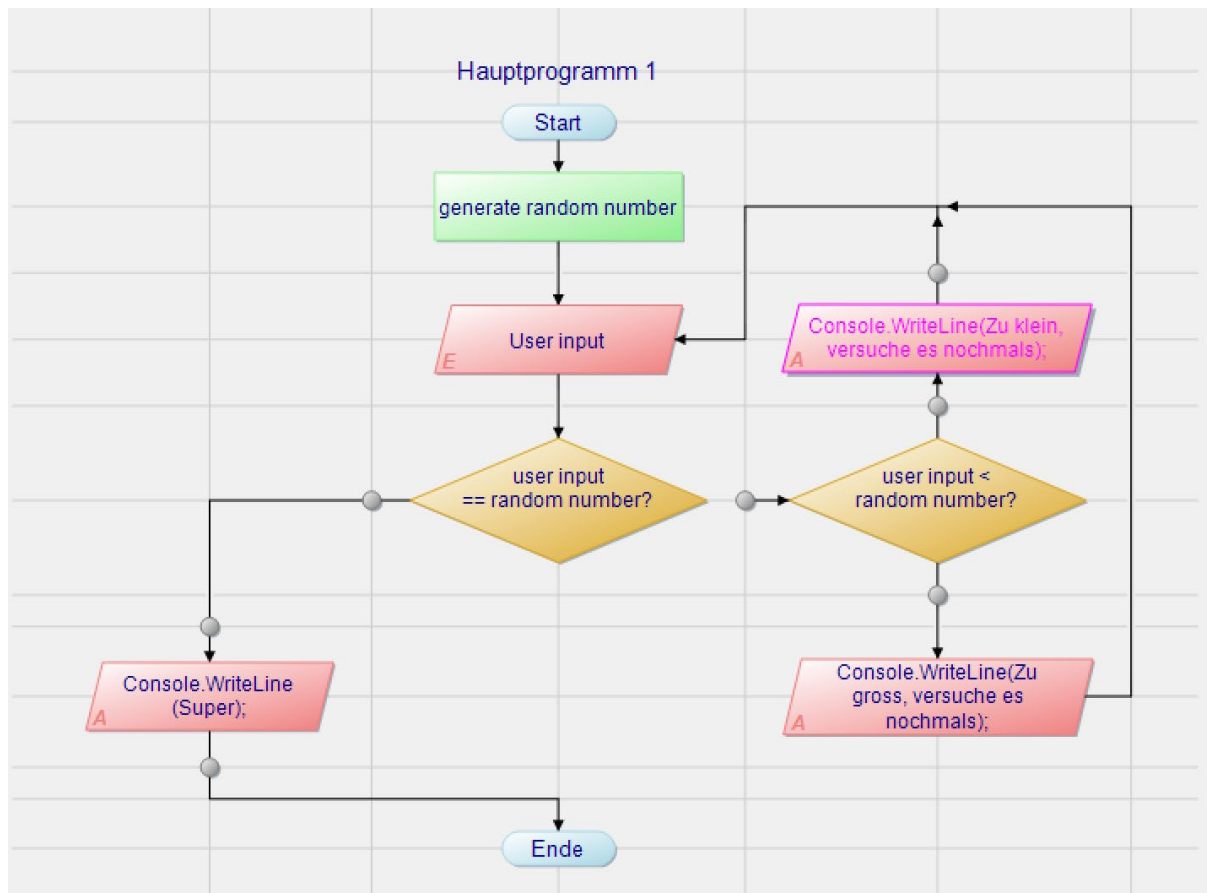 Hauptprogramm 1
Start
generate random number
User input
E
Console.WriteLine(Zu klein,
versuche es nochmals);
A
user input
== random number?
user input <
random number?
Console.WriteLine
(Super);
A
Console.WriteLine(Zu
gross, versuche es
nochmals);
A
Ende